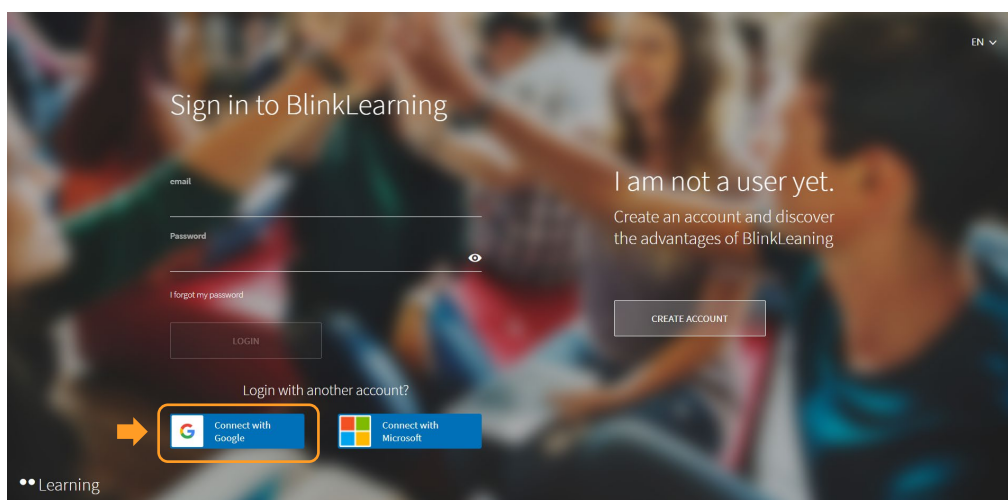 EN
Sign in to BlinkLearning
email
Password
I forgot my password
LOGIN
Login with another account?
Connect with
Google
Connect with
Microsoft
I am not a user yet.
Create an account and discover
the advantages of BlinkLeaning
CREATE ACCOUNT
Learning